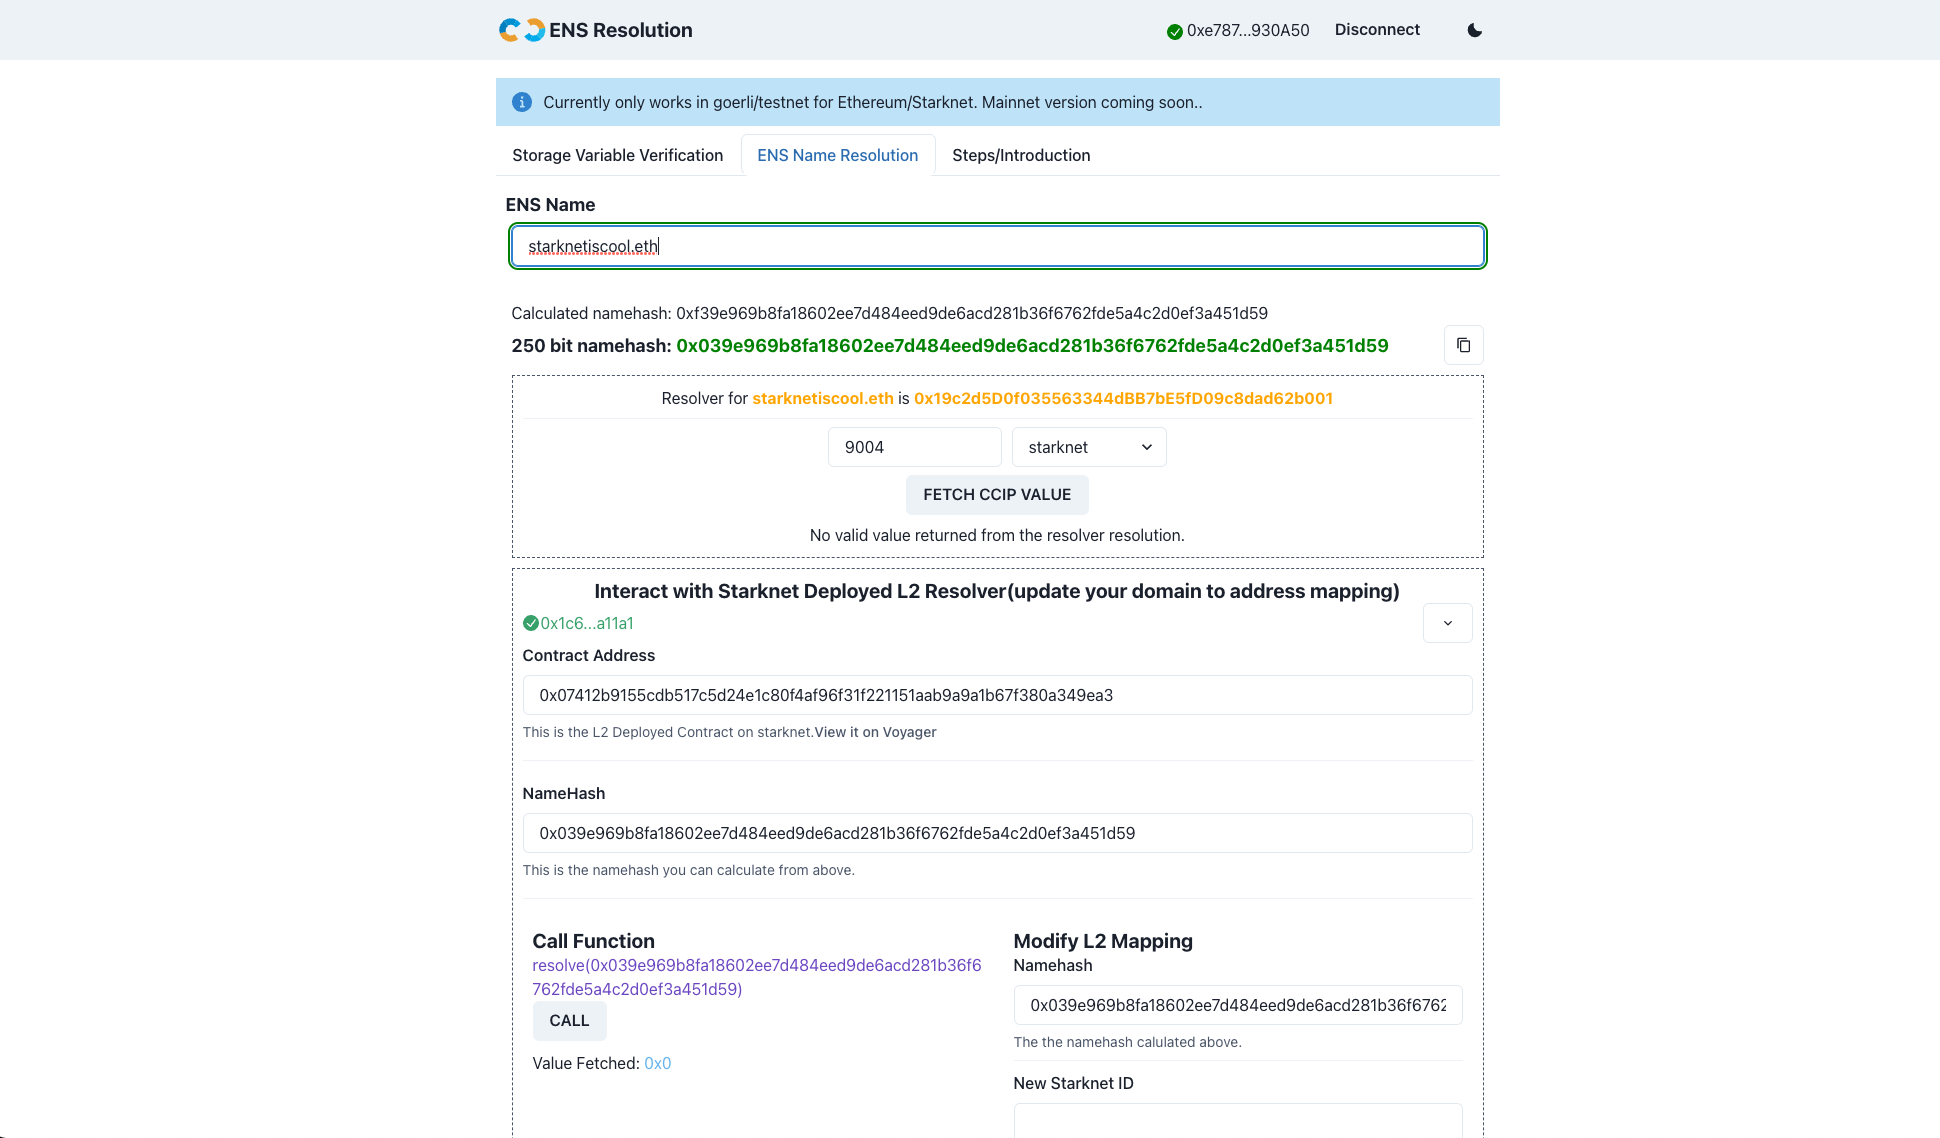 ENS Resolution
0xe787...930A50
Disconnect
Currently only works in goerli/testnet for Ethereum/Starknet. Mainnet version coming soon..
Storage Variable Verification
ENS Name Resolution
Steps/Introduction
ENS Name
starknetiscool.eth
Calculated namehash: 0xf39e969b8fa18602ee7d484eed9de6acd281b36f6762fde5a4c2d0ef3a451d59
250 bit namehash: 0x039e969b8fa18602ee7d484eed9de6acd281b36f6762fde5a4c2d0ef3a451d59
Resolver for starknetiscool.eth is 0x19c2d5D0f035563344dBB7bE5fD09c8dad62b001
9004
starknet
FETCH CCIP VALUE
No valid value returned from the resolver resolution.
Interact with Starknet Deployed L2 Resolver(update your domain to address mapping)
0x1c6...a11a1
Contract Address
0x07412b9155cdb517c5d24e1c80f4af96f31f221151aab9a9a1b67f380a349ea3
This is the L2 Deployed Contract on starknet.View it on Voyager
NameHash
0x039e969b8fa18602ee7d484eed9de6acd281b36f6762fde5a4c2d0ef3a451d59
This is the namehash you can calculate from above.
Call Function
resolve(0x039e969b8fa18602ee7d484eed9de6acd281b36f6
762fde5a4c2d0ef3a451d59)
CALL
Value Fetched: 0x0
Modify L2 Mapping
Namehash
0x039e969b8fa18602ee7d484eed9de6acd281b36f6762
The the namehash calulated above.
New Starknet ID